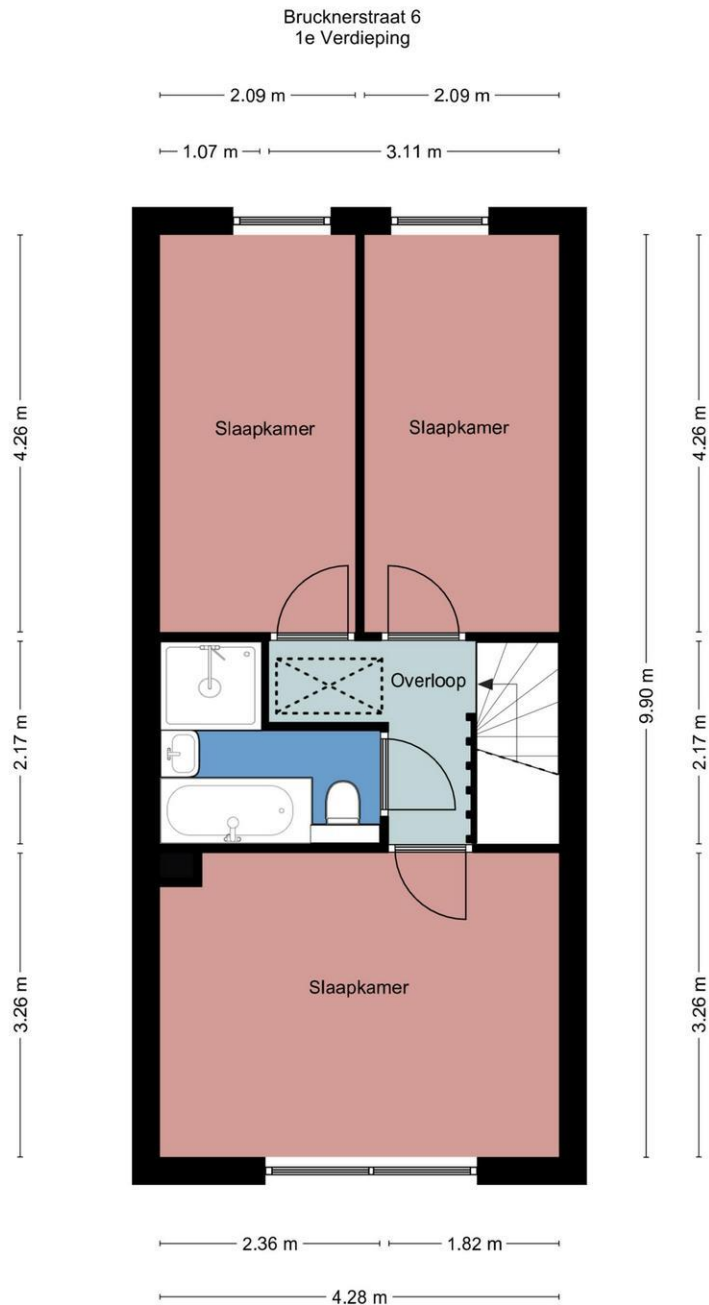 Brucknerstraat 6
1e Verdieping
2.09 m 2.09 m
1.07 m 3.11 m
4.26 m
Slaapkamer
Slaapkamer
4.26 m
Overloop
9.90 m
2.17 m
2.17 m
Slaapkamer
3.26 m
3.26 m
2.36 m 1.82 m
4.28 m